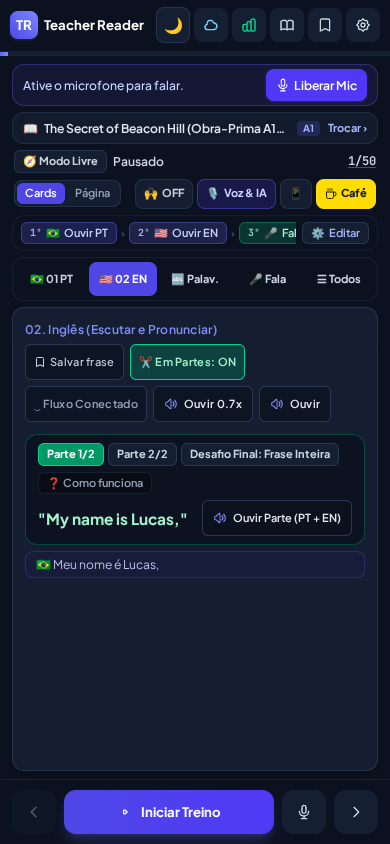 TR Teacher Reader
Ative o microfone para falar. Liberar Mic
The Secret of Beacon Hill (Obra-Prima A1... A1 Trocar ›
Modo Livre Pausado 1/50
Cards Página OFF Voz & IA Café
1° Ouvir PT › 2° Ouvir EN › 3° Fal Editar
01 PT 02 EN Palav. Fala Todos
02. Inglês (Escutar e Pronunciar)
Salvar frase Em Partes: ON
Fluxo Conectado Ouvir 0.7x Ouvir
Parte 1/2 Parte 2/2 Desafio Final: Frase Inteira
Como funciona
"My name is Lucas," Ouvir Parte (PT + EN)
Meu nome é Lucas,
Iniciar Treino